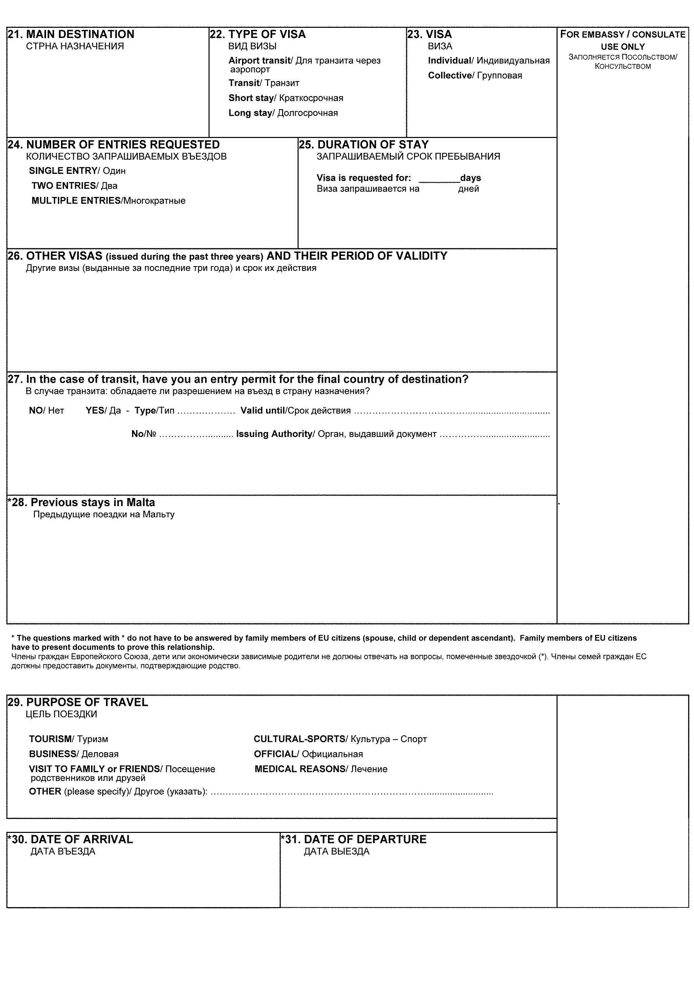 21. MAIN DESTINATION
СТРНА НАЗНАЧЕНИЯ
22. TYPE OF VISA
ВИД ВИЗЫ
Airport transit/ Для транзита через
аэропорт
Transit/ Транзит
Short stay/ Краткосрочная
Long stay/ Долгосрочная
23. VISA
ВИЗА
Individual/ Индивидуальная
Collective/ Групповая
FOR EMBASSY / CONSULATE
USE ONLY
ЗАПОЛНЯЕТСЯ ПОСОЛЬСТВОМ/
КОНСУЛЬСТВОМ
24. NUMBER OF ENTRIES REQUESTED
КОЛИЧЕСТВО ЗАПРАШИВАЕМЫХ ВЪЕЗДОВ
SINGLE ENTRY/ Один
TWO ENTRIES/ Два
MULTIPLE ENTRIES/Многократные
25. DURATION OF STAY
ЗАПРАШИВАЕМЫЙ СРОК ПРЕБЫВАНИЯ
Visa is requested for: ________days
Виза запрашивается на дней
26. OTHER VISAS (issued during the past three years) AND THEIR PERIOD OF VALIDITY
Другие визы (выданные за последние три года) и срок их действия
27. In the case of transit, have you an entry permit for the final country of destination?
В случае транзита: обладаете ли разрешением на въезд в страну назначения?
NO/ Нет YES/ Да - Type/Тип ................... Valid until/Срок действия ................................................................
No/№ ......................... Issuing Authority/ Орган, выдавший документ .....................................
*28. Previous stays in Malta
Предыдущие поездки на Мальту
* The questions marked with * do not have to be answered by family members of EU citizens (spouse, child or dependent ascendant). Family members of EU citizens
have to present documents to prove this relationship.
Члены граждан Европейского Союза, дети или экономически зависимые родители не должны отвечать на вопросы, помеченные звездочкой (*). Члены семей граждан ЕС
должны предоставить документы, подтверждающие родство.
29. PURPOSE OF TRAVEL
ЦЕЛЬ ПОЕЗДКИ
TOURISM/ Туризм
CULTURAL-SPORTS/ Культура – Спорт
BUSINESS/ Деловая
OFFICIAL/ Официальная
VISIT TO FAMILY or FRIENDS/ Посещение
родственников или друзей
MEDICAL REASONS/ Лечение
OTHER (please specify)/ Другое (указать): ................................................................................................
*30. DATE OF ARRIVAL
ДАТА ВЪЕЗДА
*31. DATE OF DEPARTURE
ДАТА ВЫЕЗДА